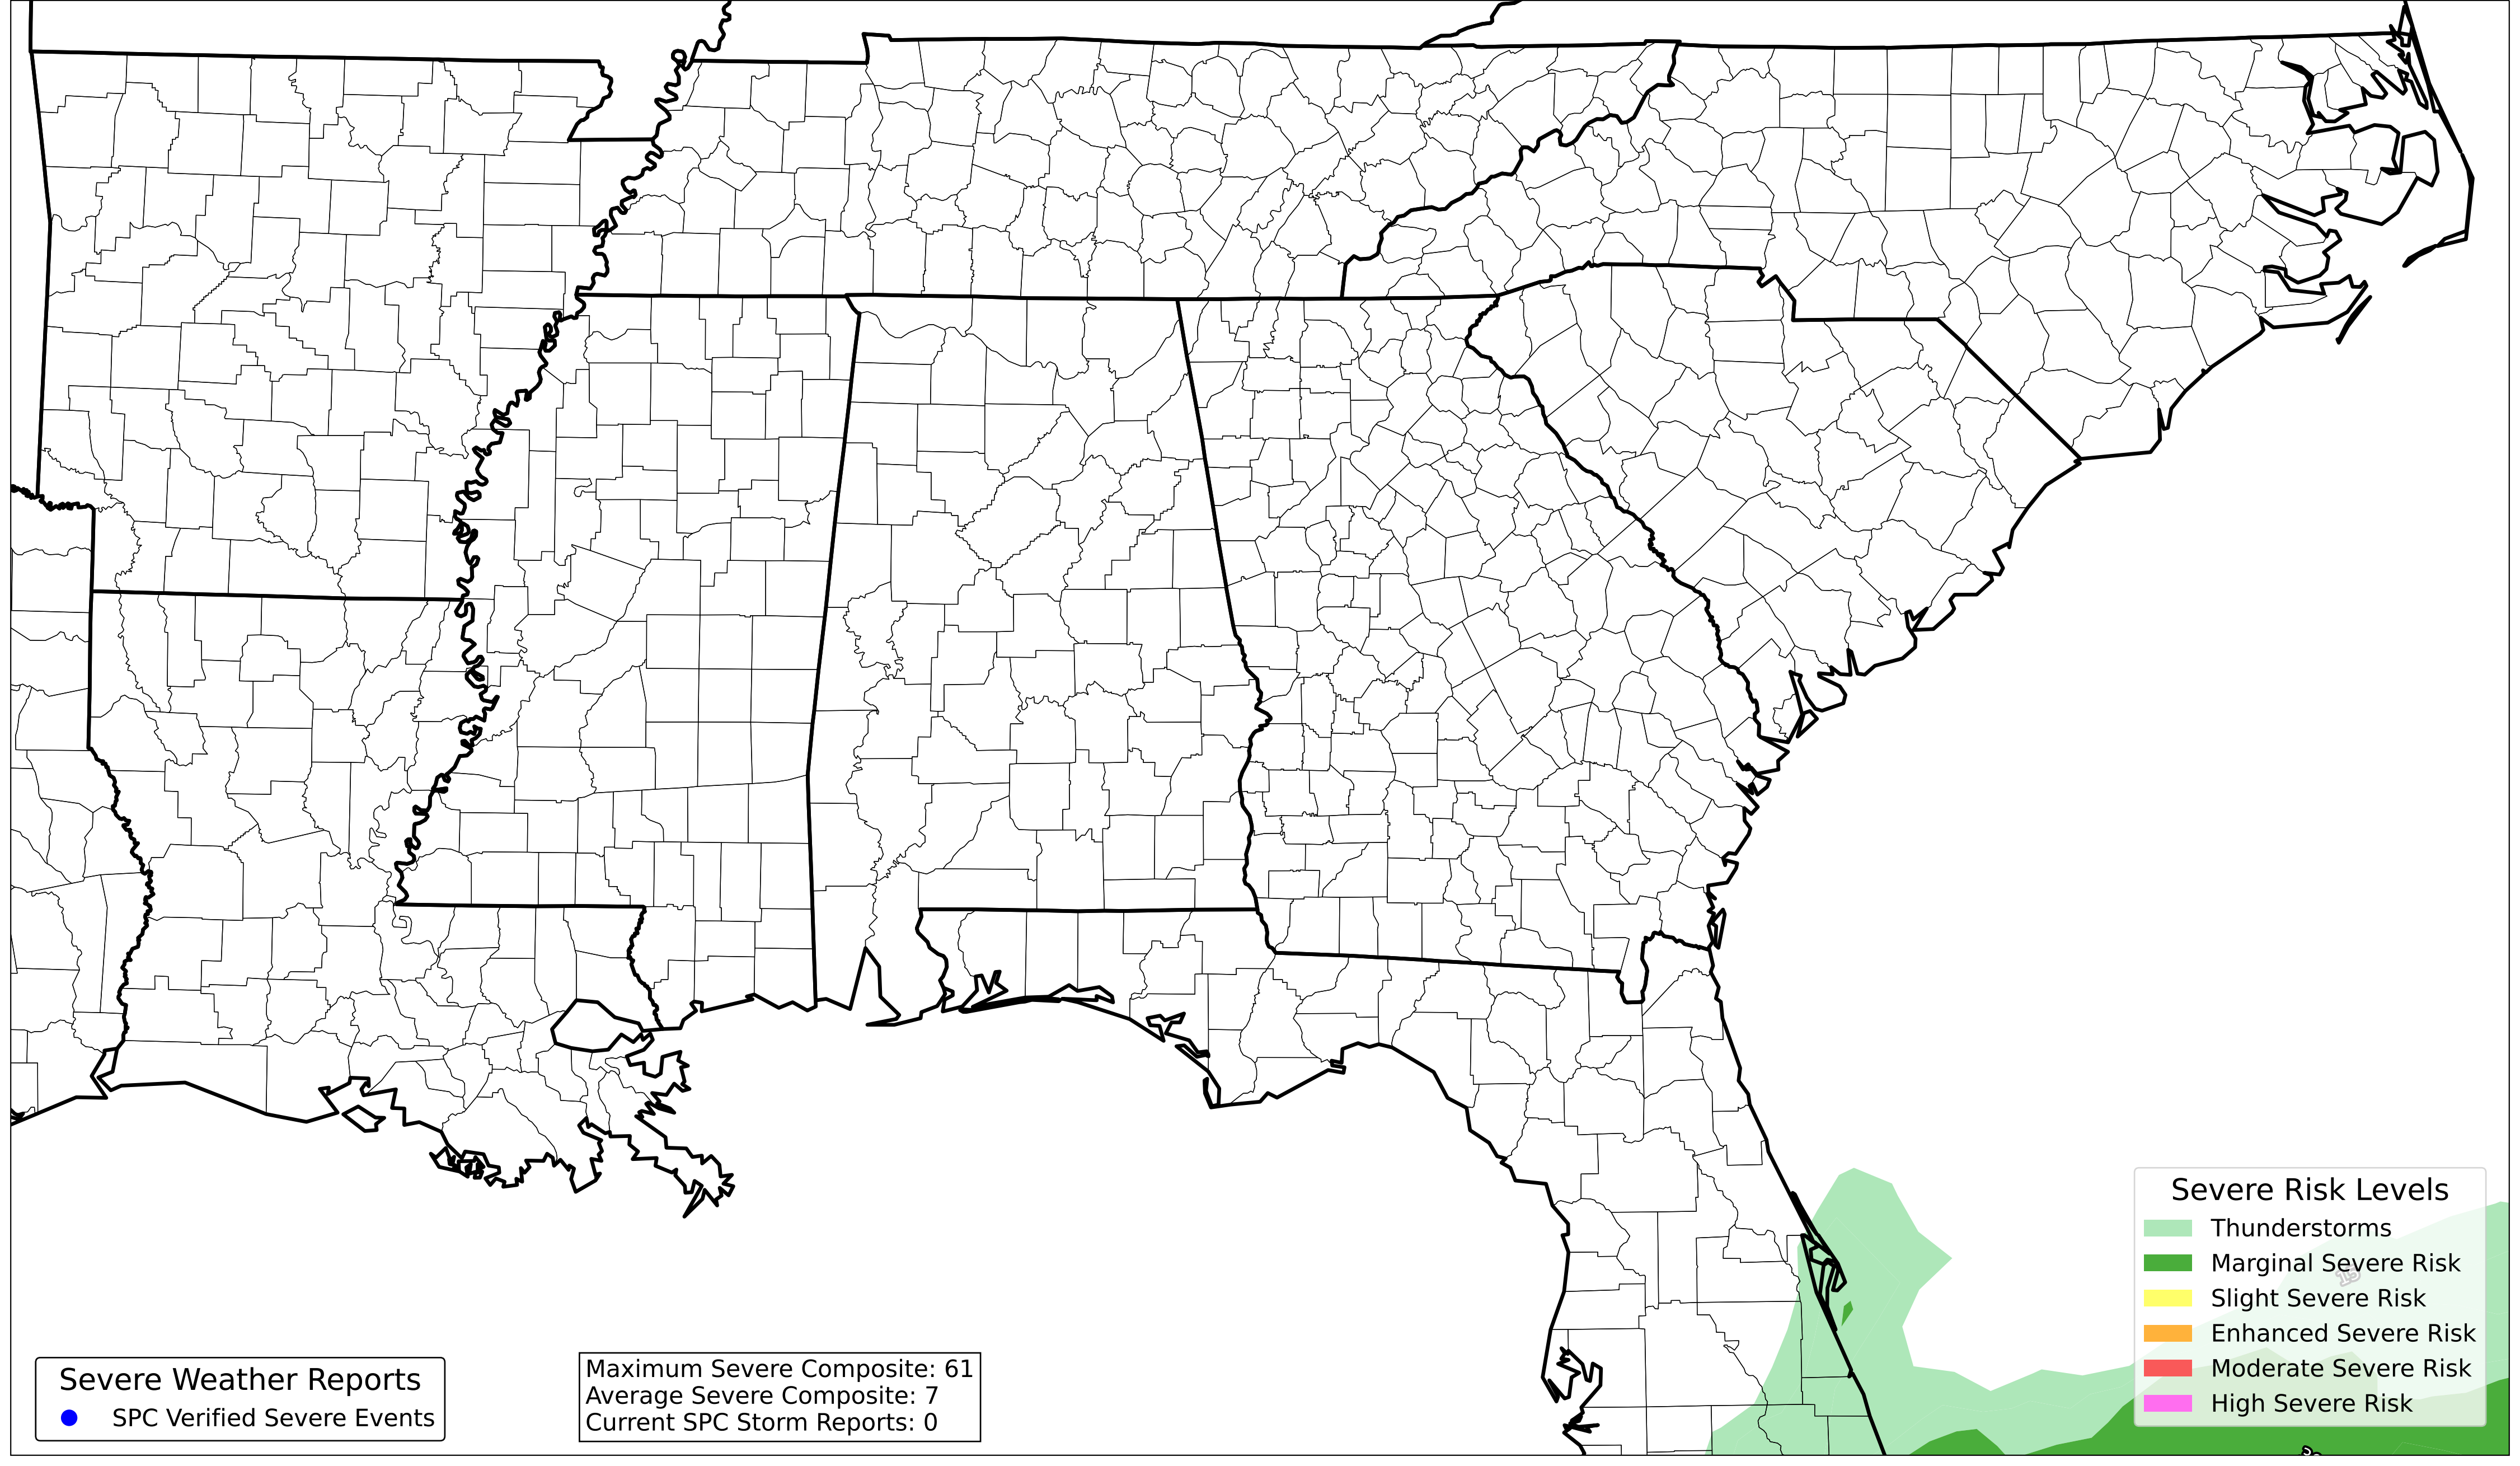 Severe Risk Levels
Thunderstorms
Marginal Severe Risk
Slight Severe Risk
Enhanced Severe Risk
Moderate Severe Risk
High Severe Risk
15
Severe Weather Reports
SPC Verified Severe Events
Maximum Severe Composite: 61
Average Severe Composite: 7
Current SPC Storm Reports: 0